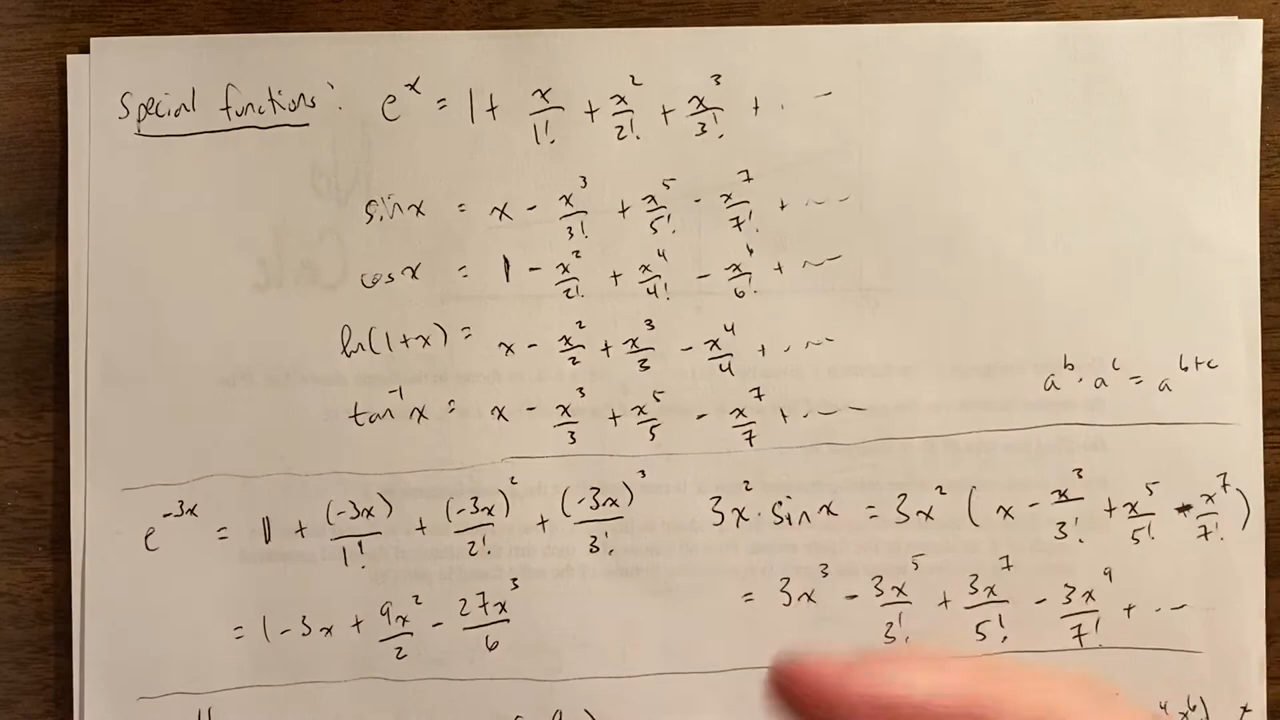 Special functions: e^x = 1 + x/1! + x^2/2! + x^3/3! + ...
sin x = x - x^3/3! + x^5/5! - x^7/7! + ...
cos x = 1 - x^2/2! + x^4/4! - x^6/6! + ...
ln(1+x) = x - x^2/2 + x^3/3 - x^4/4 + ...
tan^-1 x = x - x^3/3 + x^5/5 - x^7/7 + ...
a^b · a^c = a^(b+c)
e^(-3x) = 1 + (-3x)/1! + (-3x)^2/2! + (-3x)^3/3!
= 1 - 3x + 9x^2/2 - 27x^3/6
3x^2 · sin x = 3x^2 (x - x^3/3! + x^5/5! - x^7/7!)
= 3x^3 - 3x^5/3! + 3x^7/5! - 3x^9/7! + ...